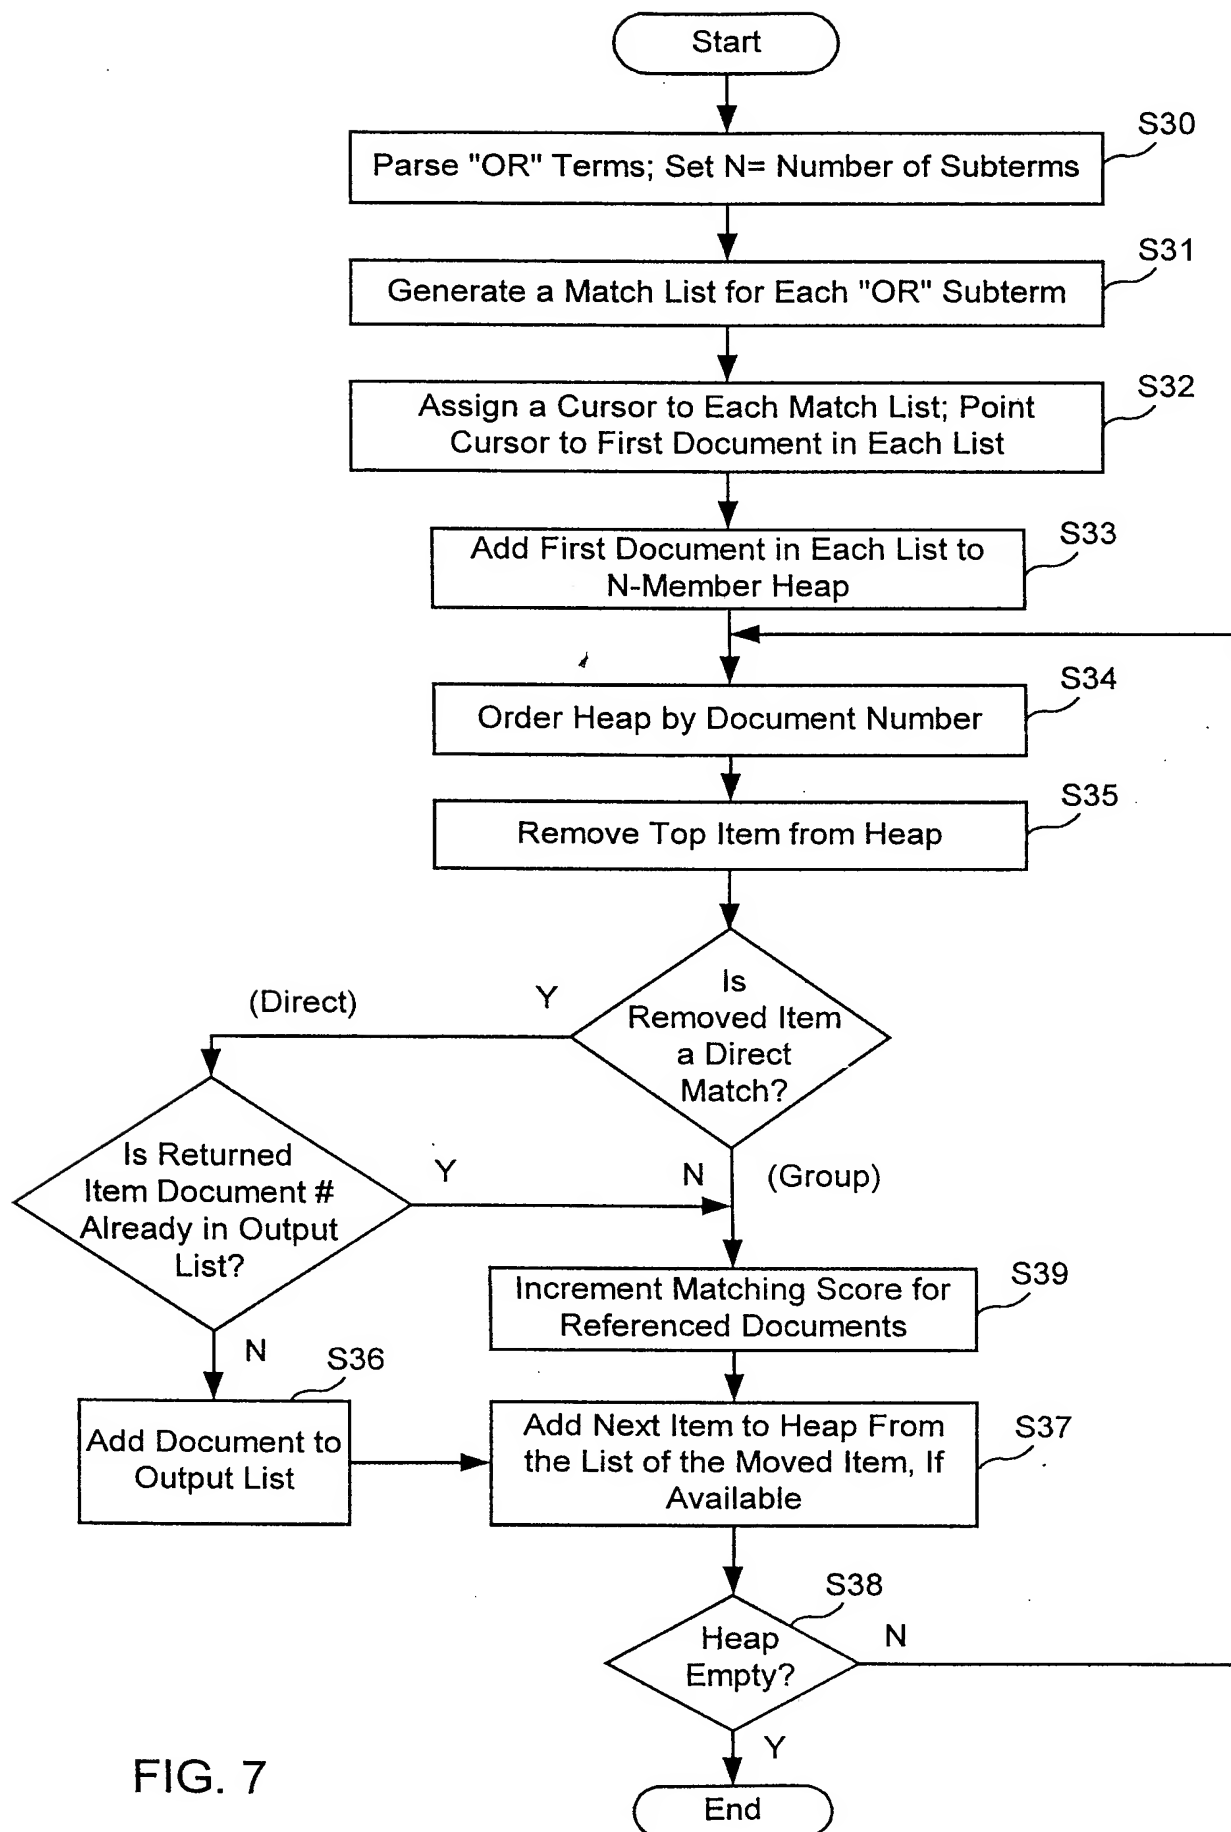 Start
S30
Parse "OR" Terms; Set N= Number of Subterms
S31
Generate a Match List for Each "OR" Subterm
S32
Assign a Cursor to Each Match List; Point
Cursor to First Document in Each List
S33
Add First Document in Each List to
N-Member Heap
S34
Order Heap by Document Number
S35
Remove Top Item from Heap
Is
Removed Item
a Direct
Match?
(Direct)
Y
Is Returned
Item Document #
Already in Output
List?
Y
N
(Group)
S39
Increment Matching Score for
Referenced Documents
N
S36
Add Document to
Output List
S37
Add Next Item to Heap From
the List of the Moved Item, If
Available
S38
Heap
Empty?
N
Y
End
FIG. 7